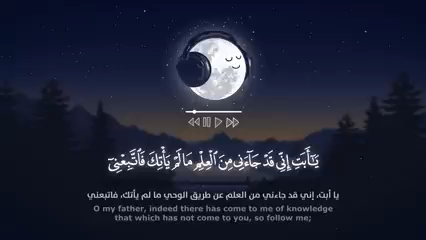 يَٰٓأَبَتِ إِنِّي قَدۡ جَآءَنِي مِنَ ٱلۡعِلۡمِ مَا لَمۡ يَأۡتِكَ فَٱتَّبِعۡنِيٓ
يا أبت، إني قد جاءني من العلم عن طريق الوحي ما لم يأتك، فاتبعني
O my father, indeed there has come to me of knowledge
that which has not come to you, so follow me;